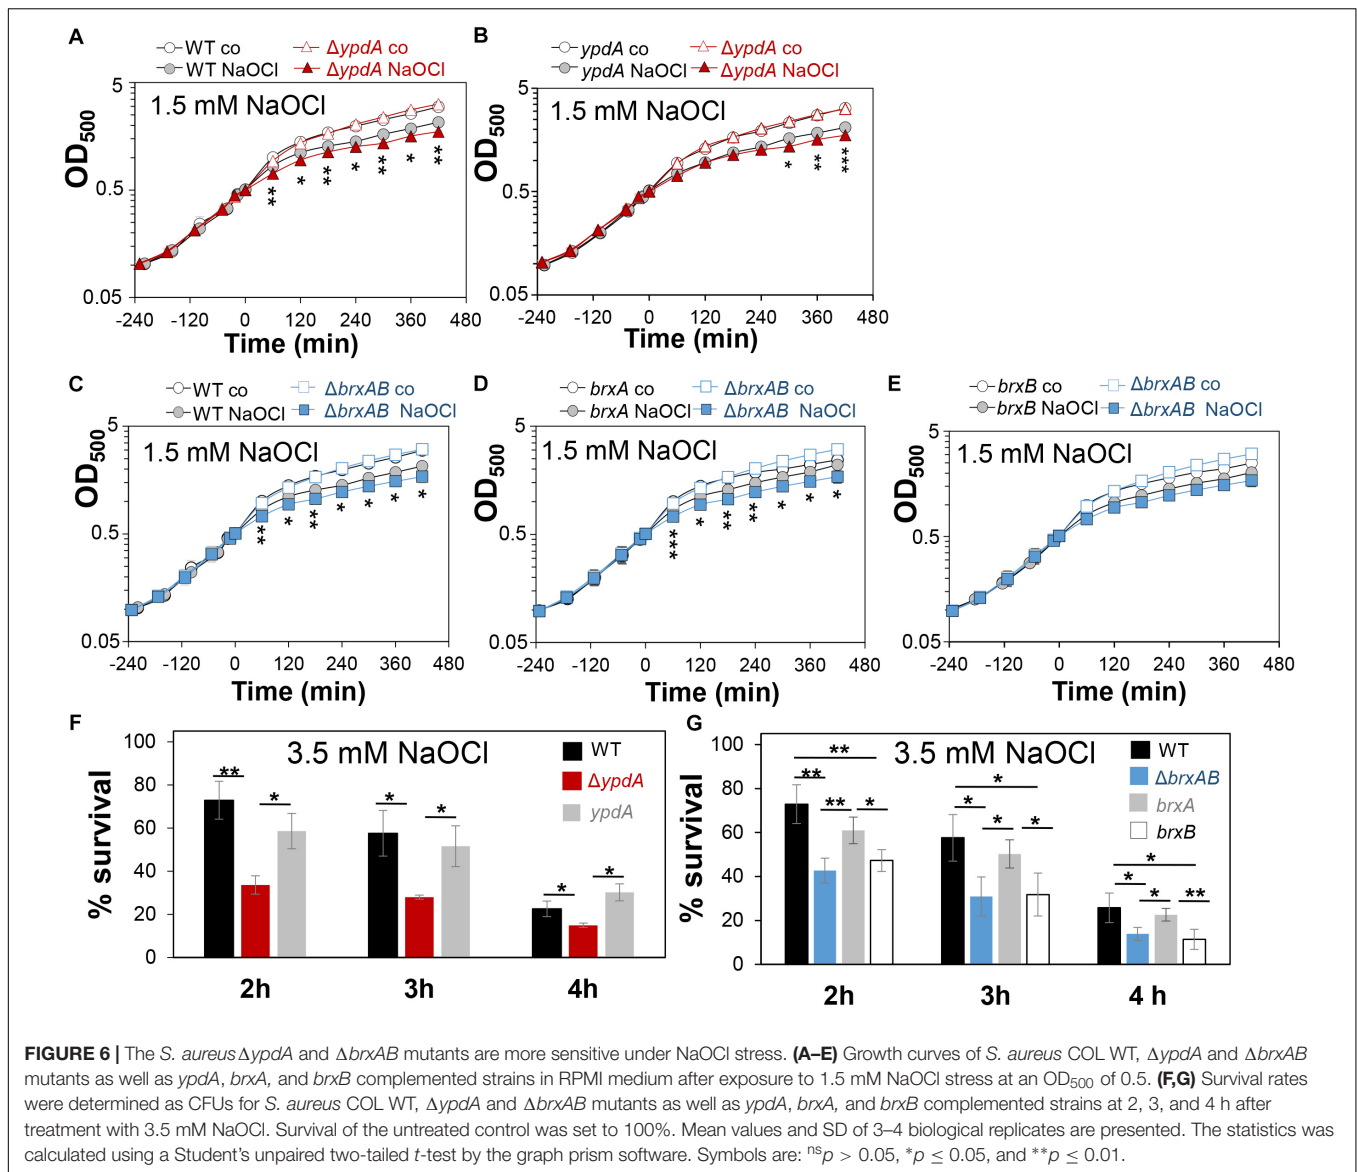 A
WT co
ΔypdA co
WT NaOCl
ΔypdA NaOCl
5
0.5
0.05
OD500
1.5 mM NaOCl
** * ** * ** * **
-240 -120 0 120 240 360 480
Time (min)
B
ypdA co
ΔypdA co
ypdA NaOCl
ΔypdA NaOCl
5
0.5
0.05
OD500
1.5 mM NaOCl
* ** ***
-240 -120 0 120 240 360 480
Time (min)
C
WT co
ΔbrxAB co
WT NaOCl
ΔbrxAB NaOCl
5
0.5
0.05
OD500
1.5 mM NaOCl
** * ** * * * *
-240 -120 0 120 240 360 480
Time (min)
D
brxA co
ΔbrxAB co
brxA NaOCl
ΔbrxAB NaOCl
5
0.5
0.05
OD500
1.5 mM NaOCl
*** * ** ** * * *
-240 -120 0 120 240 360 480
Time (min)
E
brxB co
ΔbrxAB co
brxB NaOCl
ΔbrxAB NaOCl
5
0.5
0.05
OD500
1.5 mM NaOCl
-240 -120 0 120 240 360 480
Time (min)
F
3.5 mM NaOCl
WT
ΔypdA
ypdA
% survival
100
80
60
40
20
0
** *
* *
* *
2h 3h 4h
G
3.5 mM NaOCl
WT
ΔbrxAB
brxA
brxB
% survival
100
80
60
40
20
0
** ** ** *
* * * *
* * * **
2h 3h 4 h
FIGURE 6 | The S. aureus ΔypdA and ΔbrxAB mutants are more sensitive under NaOCl stress. (A–E) Growth curves of S. aureus COL WT, ΔypdA and ΔbrxAB
mutants as well as ypdA, brxA, and brxB complemented strains in RPMI medium after exposure to 1.5 mM NaOCl stress at an OD500 of 0.5. (F,G) Survival rates
were determined as CFUs for S. aureus COL WT, ΔypdA and ΔbrxAB mutants as well as ypdA, brxA, and brxB complemented strains at 2, 3, and 4 h after
treatment with 3.5 mM NaOCl. Survival of the untreated control was set to 100%. Mean values and SD of 3–4 biological replicates are presented. The statistics was
calculated using a Student's unpaired two-tailed t-test by the graph prism software. Symbols are: nsp > 0.05, *p ≤ 0.05, and **p ≤ 0.01.